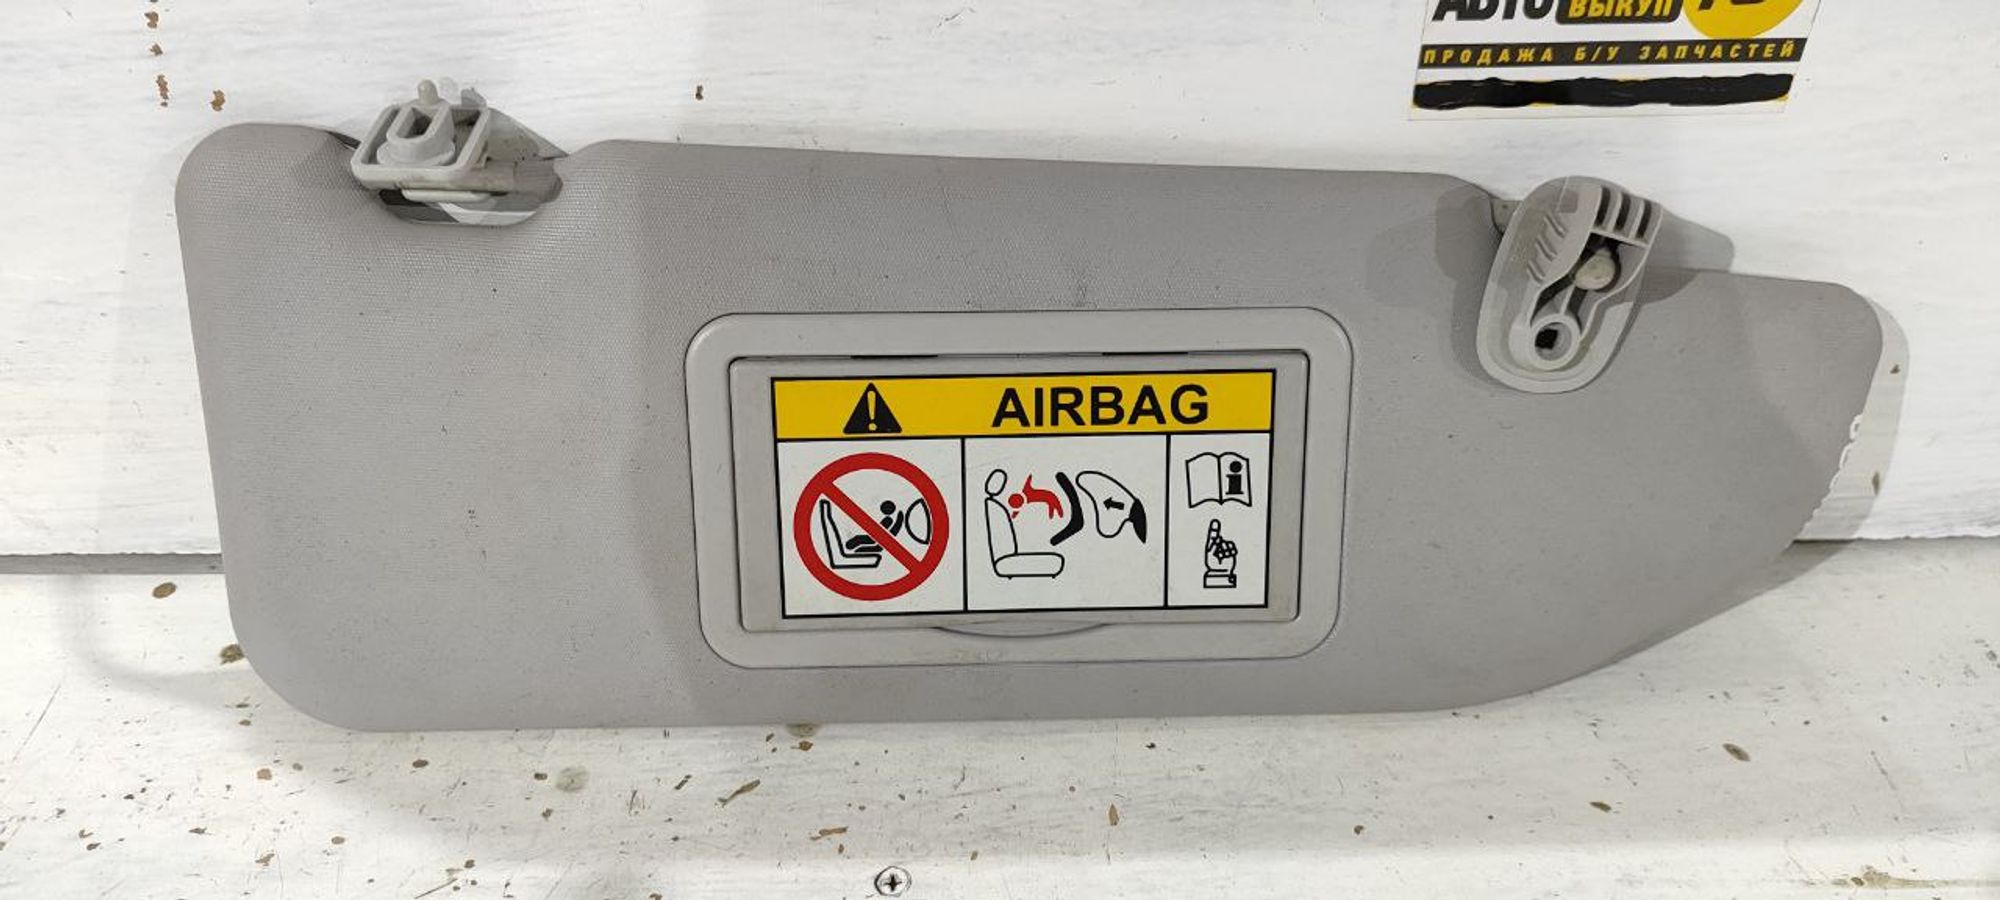 АВТО ВЫКУП
ПРОДАЖА Б/У ЗАПЧАСТЕЙ
AIRBAG